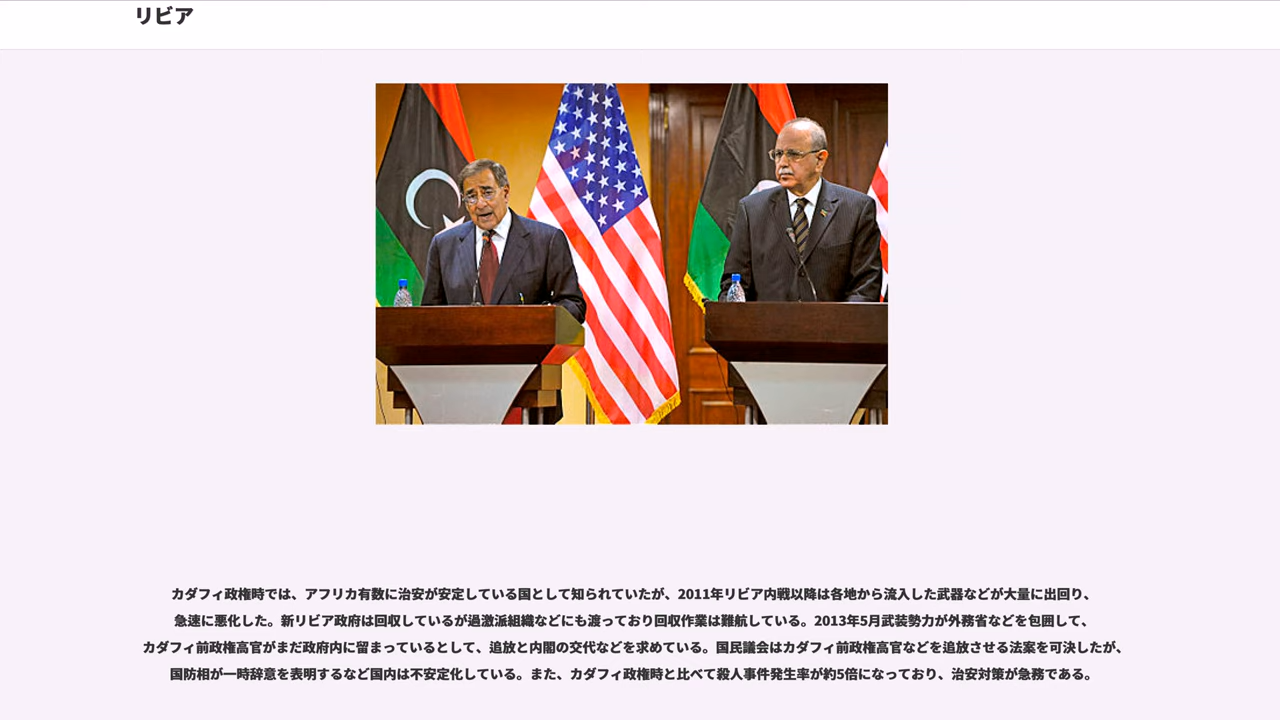 リビア
カダフィ政権時では、アフリカ有数に治安が安定している国として知られていたが、2011年リビア内戦以降は各地から流入した武器などが大量に出回り、
急速に悪化した。新リビア政府は回収しているが過激派組織などにも渡っており回収作業は難航している。2013年5月武装勢力が外務省などを包囲して、
カダフィ前政権高官がまだ政府内に留まっているとして、追放と内閣の交代などを求めている。国民議会はカダフィ前政権高官などを追放させる法案を可決したが、
国防相が一時辞意を表明するなど国内は不安定化している。また、カダフィ政権時と比べて殺人事件発生率が約5倍になっており、治安対策が急務である。